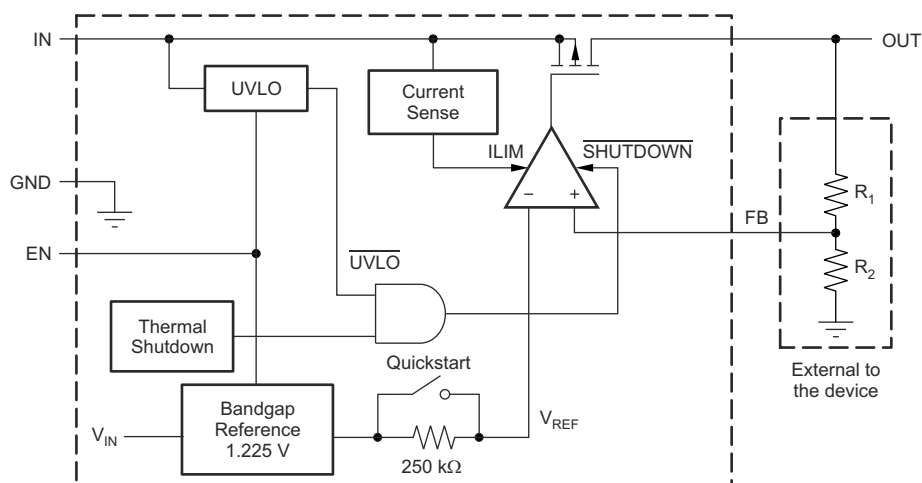 IN
OUT
UVLO
Current
Sense
ILIM
SHUTDOWN
GND
− +
FB
R1
EN
UVLO
R2
Thermal
Shutdown
Quickstart
External to
the device
Bandgap
Reference
1.225 V
VIN
VREF
250 kΩ